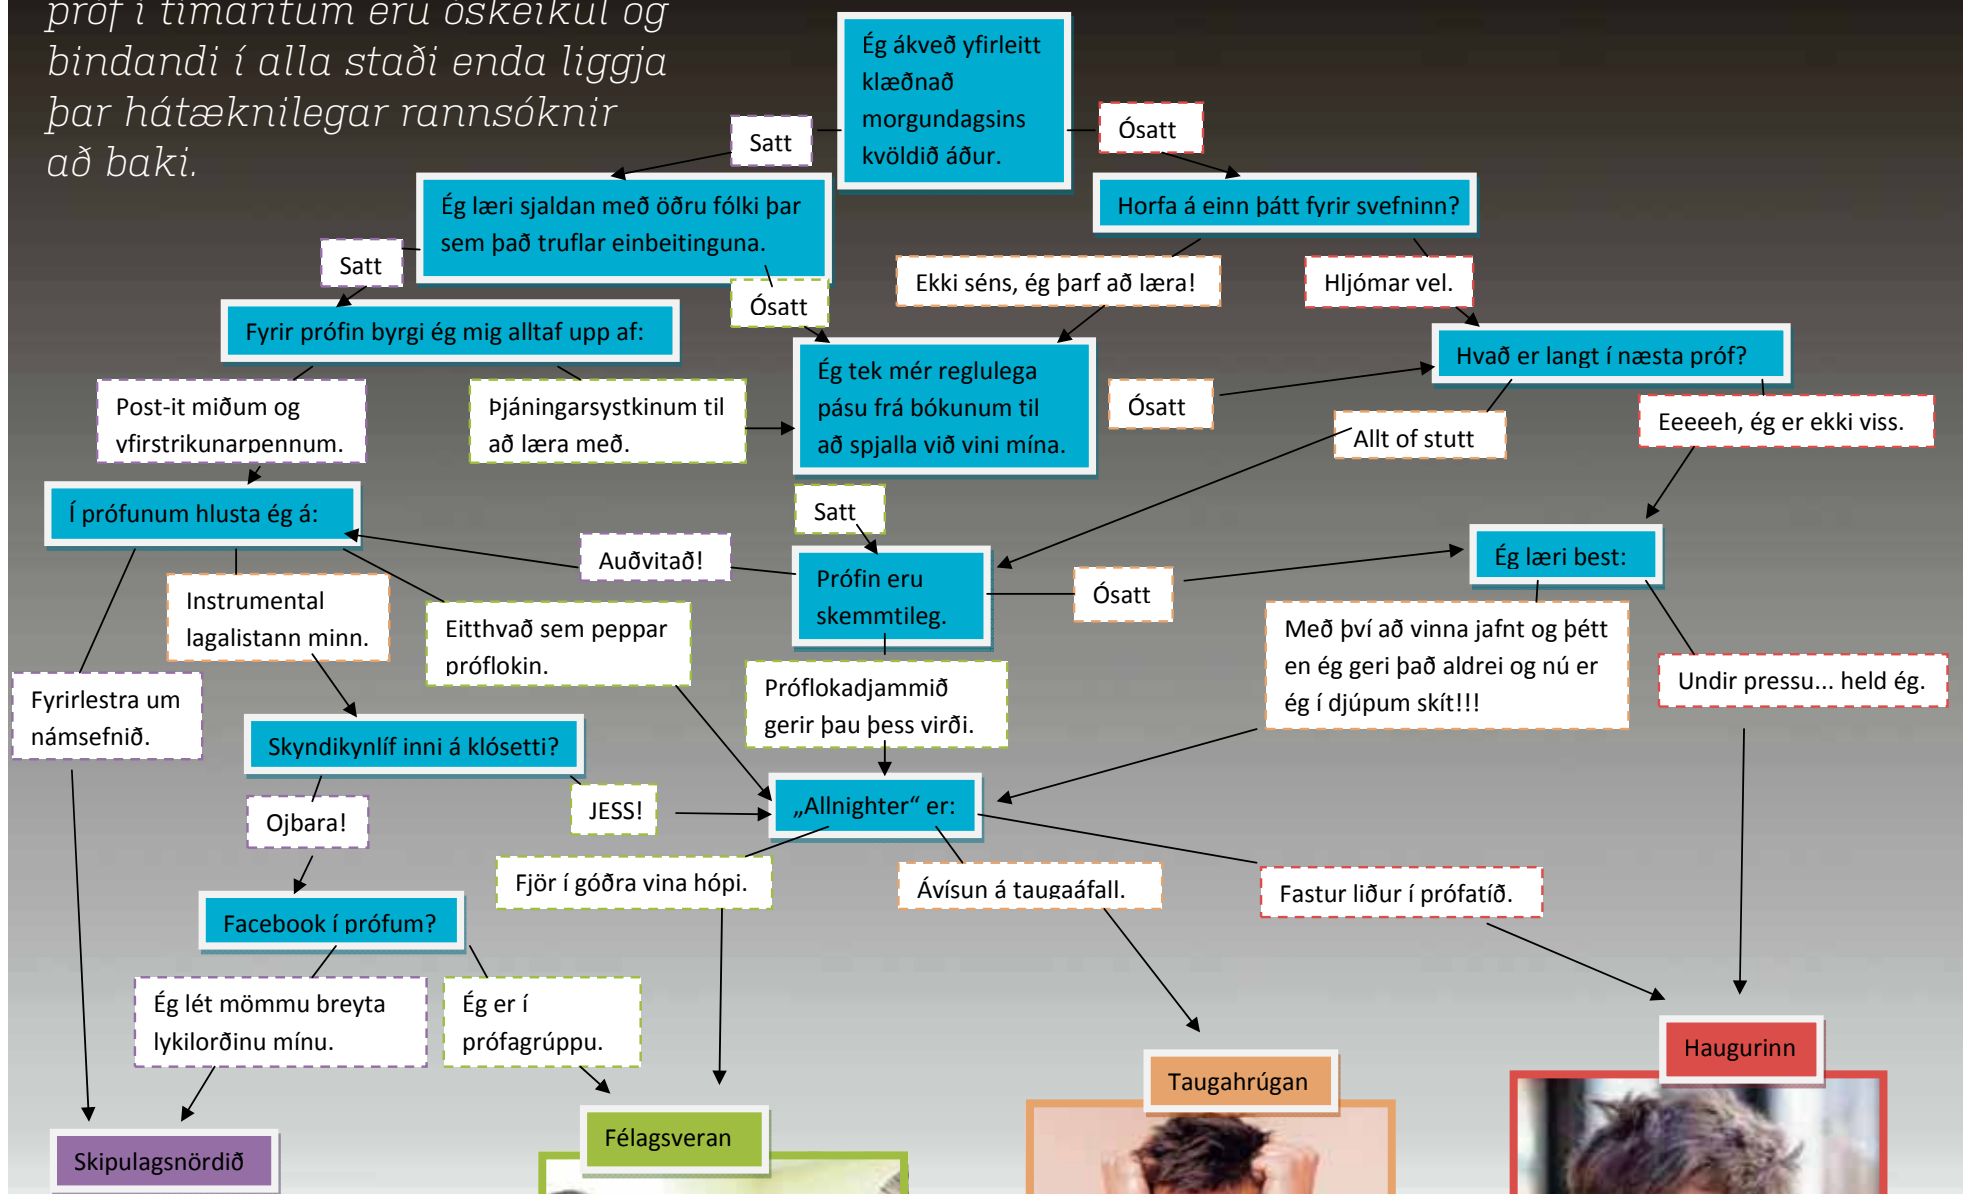 próf í tímaritum eru óskeikul og
bindandi í alla staði enda liggja
þar hátæknilegar rannsóknir
að baki.
Ég ákveð yfirleitt
klæðnað
morgundagsins
kvöldið áður.
Satt
Ósatt
Ég læri sjaldan með öðru fólki þar
sem það truflar einbeitinguna.
Horfa á einn þátt fyrir svefninn?
Satt
Ósatt
Ekki séns, ég þarf að læra!
Hljómar vel.
Fyrir prófin byrgi ég mig alltaf upp af:
Ég tek mér reglulega
pásu frá bókunum til
að spjalla við vini mína.
Hvað er langt í næsta próf?
Post-it miðum og
yfirstrikunarpennum.
Þjáningarsystkinum til
að læra með.
Ósatt
Allt of stutt
Eeeeeh, ég er ekki viss.
Í prófunum hlusta ég á:
Satt
Auðvitað!
Prófin eru
skemmtileg.
Ósatt
Ég læri best:
Instrumental
lagalistann minn.
Eitthvað sem peppar
próflokin.
Með því að vinna jafnt og þétt
en ég geri það aldrei og nú er
ég í djúpum skít!!!
Undir pressu... held ég.
Fyrirlestra um
námsefnið.
Próflokadjammið
gerir þau þess virði.
Skyndikynlíf inni á klósetti?
Ojbara!
JESS!
„Allnighter“ er:
Fjör í góðra vina hópi.
Ávísun á taugaáfall.
Fastur liður í prófatíð.
Facebook í prófum?
Ég lét mömmu breyta
lykilorðinu mínu.
Ég er í
prófagrúppu.
Haugurinn
Taugahrúgan
Félagsveran
Skipulagsnördið